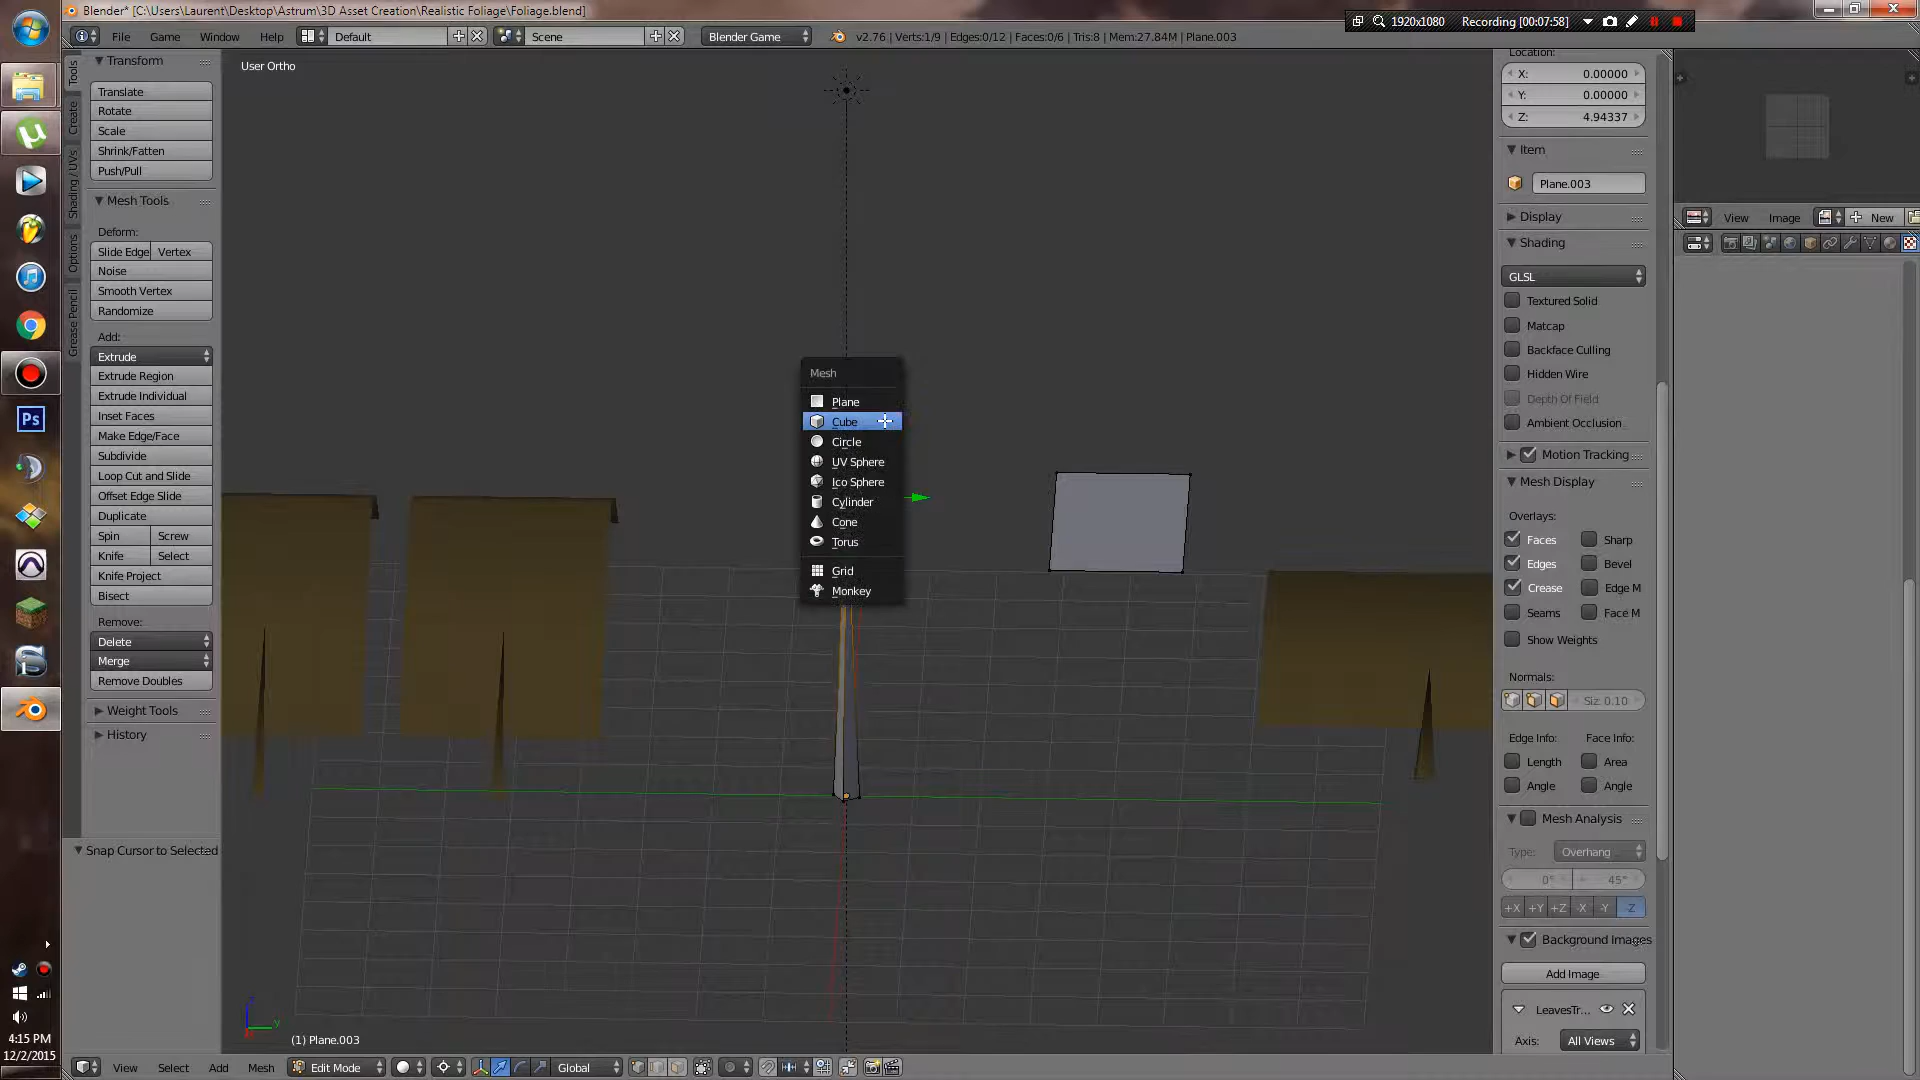 Blender* [C:\Users\Laurent\Desktop\Astrum\3D Asset Creation\Realistic Foliage\Foliage.blend]
1920x1080 Recording [00:07:58]
File Game Window Help Default Scene Blender Game v2.76 | Verts:1/9 | Edges:0/12 | Faces:0/6 | Tris:8 | Mem:27.84M | Plane.003
Tools
Create
Shading / UVs
Options
Grease Pencil
Transform
Translate
Rotate
Scale
Shrink/Fatten
Push/Pull
Mesh Tools
Deform:
Slide Edge Vertex
Noise
Smooth Vertex
Randomize
Add:
Extrude
Extrude Region
Extrude Individual
Inset Faces
Make Edge/Face
Subdivide
Loop Cut and Slide
Offset Edge Slide
Duplicate
Spin Screw
Knife Select
Knife Project
Bisect
Remove:
Delete
Merge
Remove Doubles
Weight Tools
History
Snap Cursor to Selected
User Ortho
Mesh
Plane
Cube
Circle
UV Sphere
Ico Sphere
Cylinder
Cone
Torus
Grid
Monkey
(1) Plane.003
View Select Add Mesh Edit Mode Global
Location:
X: 0.00000
Y: 0.00000
Z: 4.94337
Item
Plane.003
Display
Shading
GLSL
Textured Solid
Matcap
Backface Culling
Hidden Wire
Depth Of Field
Ambient Occlusion
Motion Tracking
Mesh Display
Overlays:
Faces Sharp
Edges Bevel
Crease Edge M
Seams Face M
Show Weights
Normals:
Siz: 0.10
Edge Info: Face Info:
Length Area
Angle Angle
Mesh Analysis
Type: Overhang
0° 45°
+X +Y +Z -X -Y -Z
Background Images
Add Image
LeavesTr...
Axis: All Views
View Image New
Ps
4:15 PM
12/2/2015